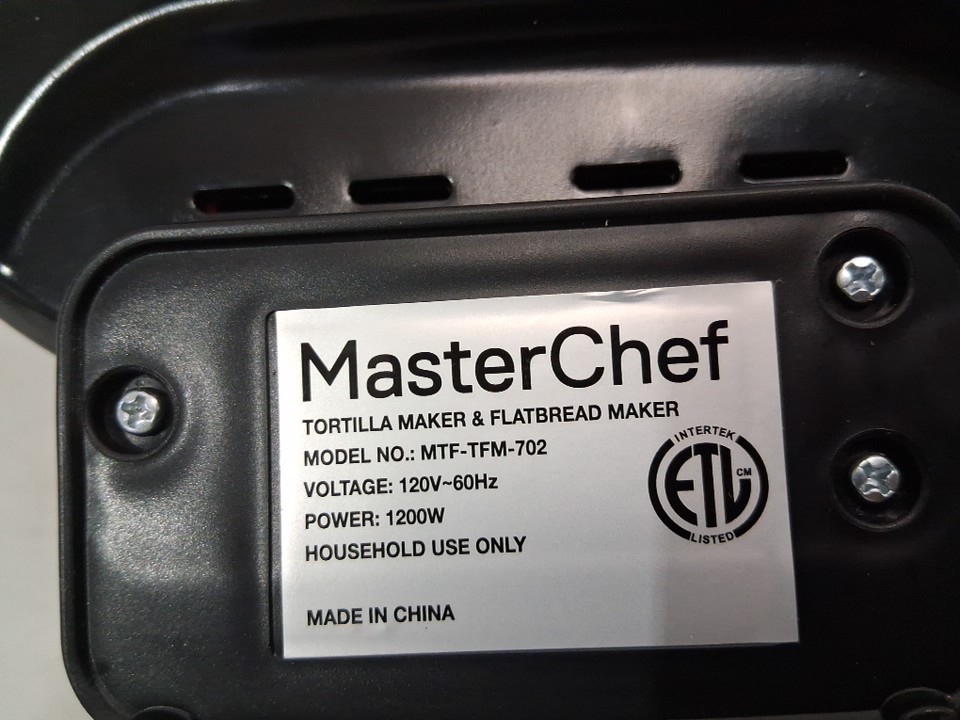 MasterChef
TORTILLA MAKER & FLATBREAD MAKER
MODEL NO.: MTF-TFM-702
VOLTAGE: 120V~60Hz
POWER: 1200W
HOUSEHOLD USE ONLY
MADE IN CHINA
INTERTEK
ETL CM
LISTED